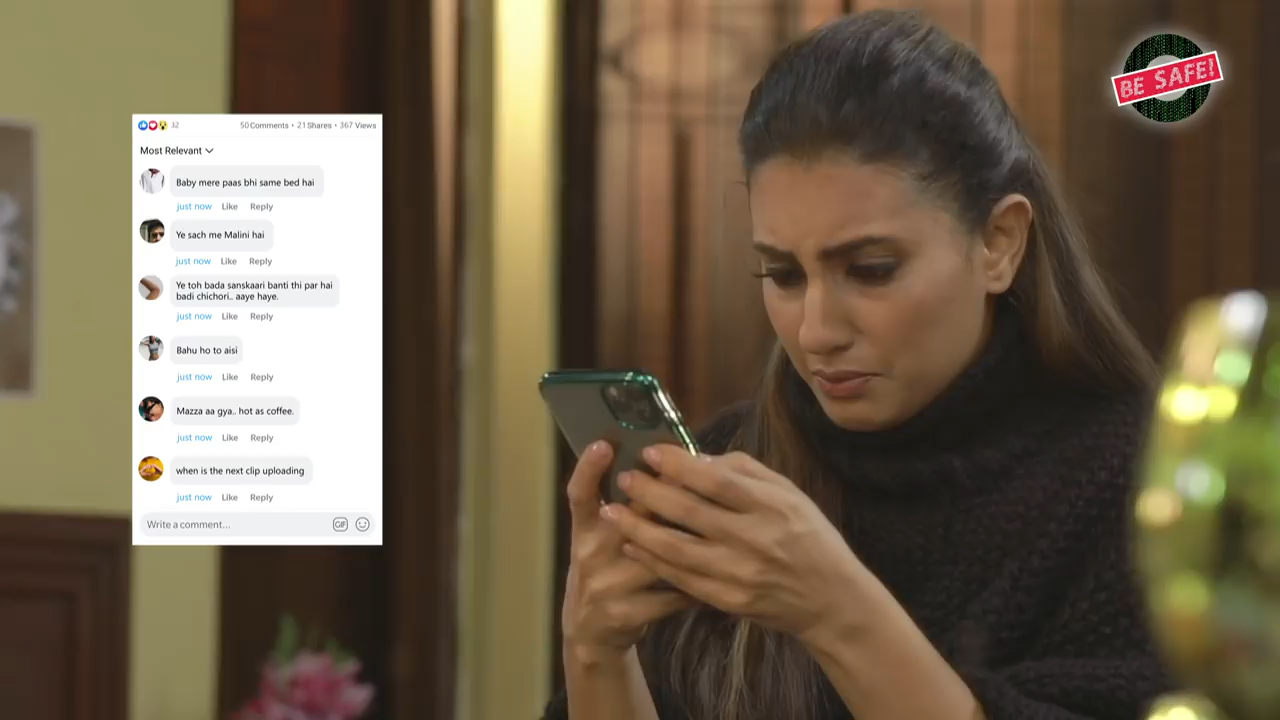 BE SAFE!
32
50 Comments • 21 Shares • 367 Views
Most Relevant
Baby mere paas bhi same bed hai
just now Like Reply
Ye sach me Malini hai
just now Like Reply
Ye toh bada sanskaari banti thi par hai
badi chichori.. aaye haye.
just now Like Reply
Bahu ho to aisi
just now Like Reply
Mazza aa gya.. hot as coffee.
just now Like Reply
when is the next clip uploading
just now Like Reply
Write a comment...
GIF